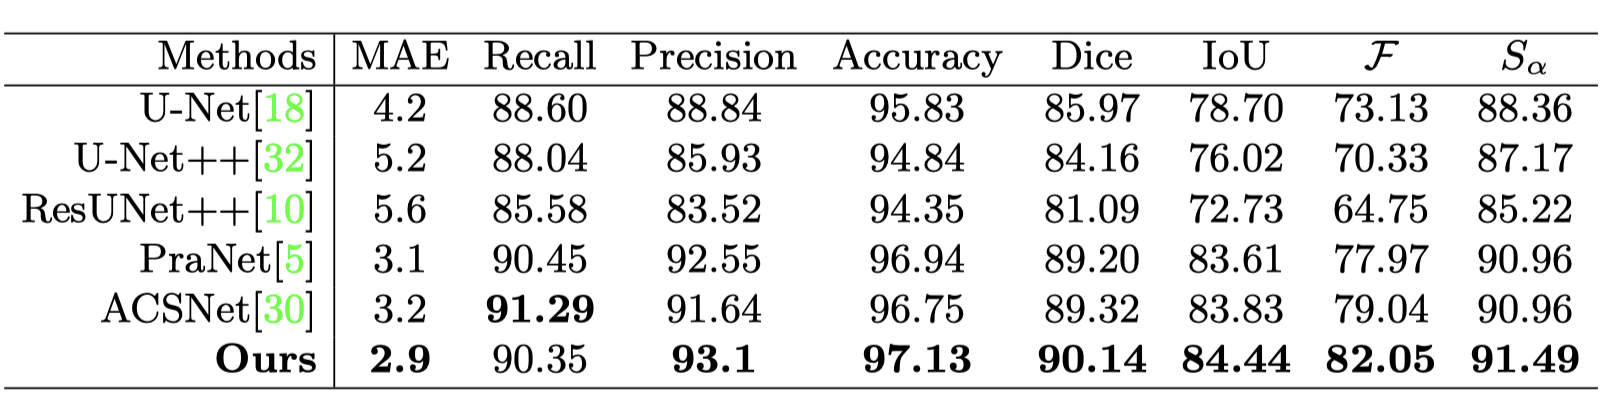 Methods MAE Recall Precision Accuracy Dice IoU ℱ Sα
U-Net[18] 4.2 88.60 88.84 95.83 85.97 78.70 73.13 88.36
U-Net++[32] 5.2 88.04 85.93 94.84 84.16 76.02 70.33 87.17
ResUNet++[10] 5.6 85.58 83.52 94.35 81.09 72.73 64.75 85.22
PraNet[5] 3.1 90.45 92.55 96.94 89.20 83.61 77.97 90.96
ACSNet[30] 3.2 91.29 91.64 96.75 89.32 83.83 79.04 90.96
Ours 2.9 90.35 93.1 97.13 90.14 84.44 82.05 91.49